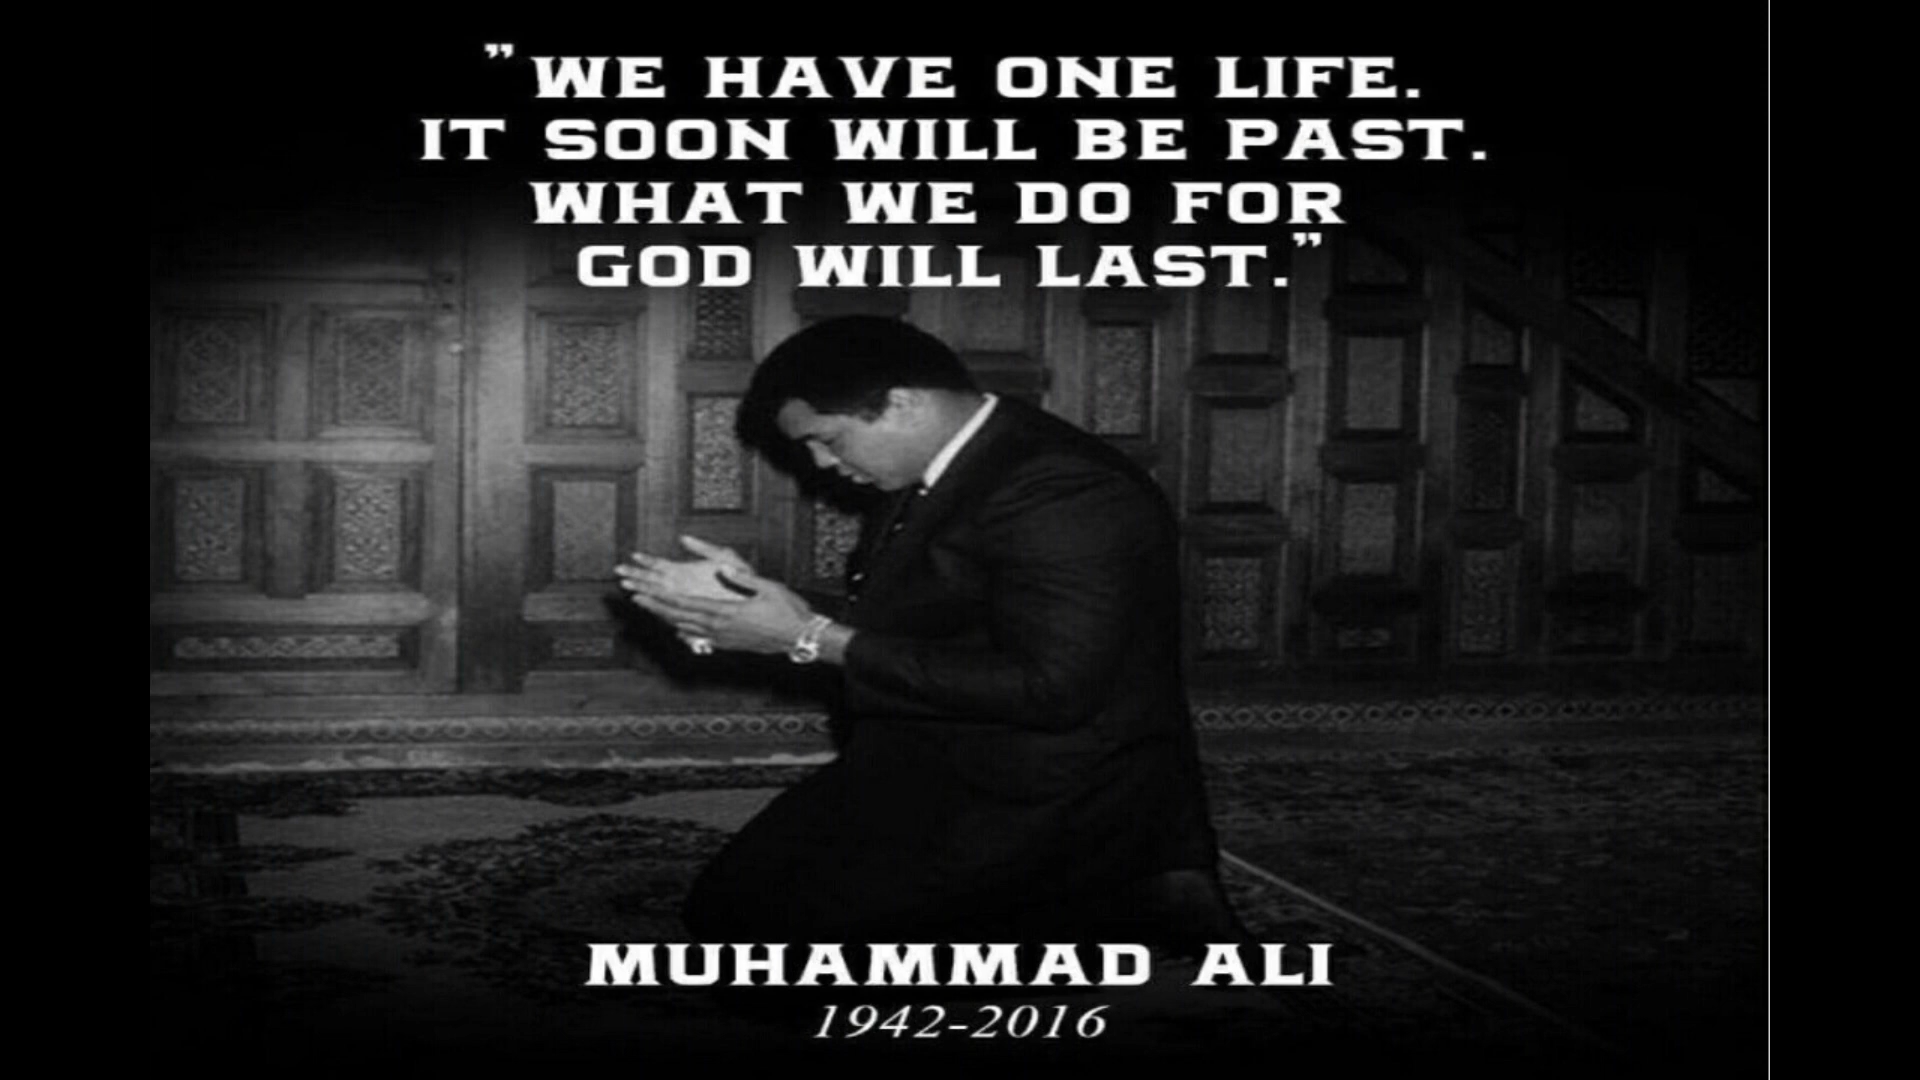 ”WE HAVE ONE LIFE.
IT SOON WILL BE PAST.
WHAT WE DO FOR
GOD WILL LAST.”
MUHAMMAD ALI
1942-2016